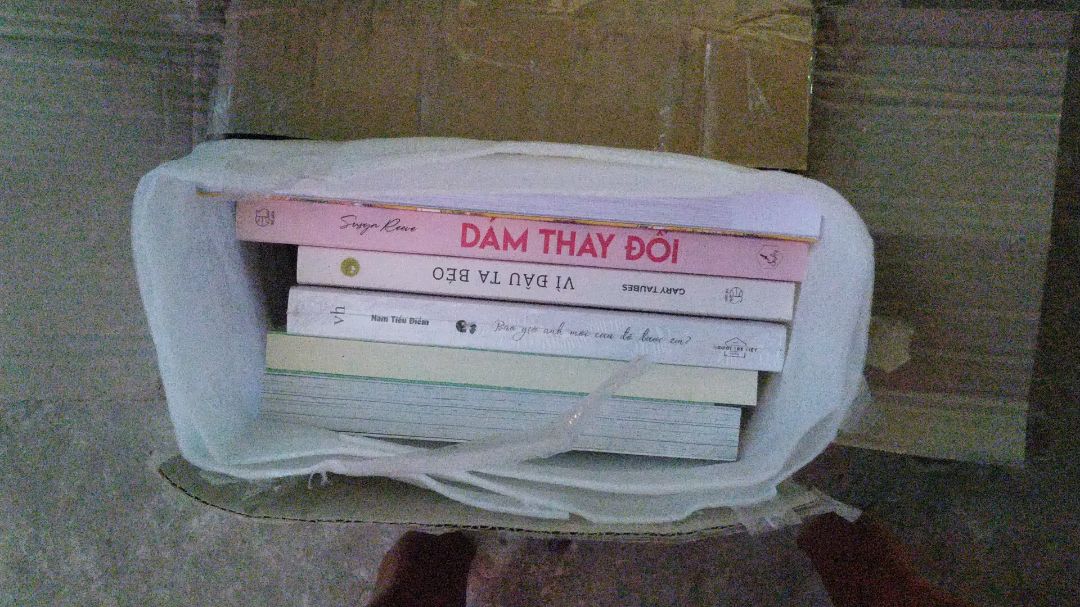 Susyn Reeve DÁM THAY ĐỔI
VÌ ĐÂU TA BÉO GARY TAUBES
vh Nam Tiểu Điềm Bao giờ anh mới cưa đổ được em?